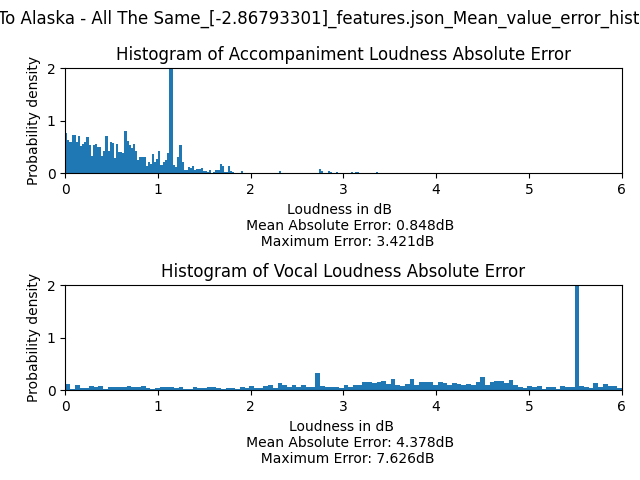 To Alaska - All The Same_[-2.86793301]_features.json_Mean_value_error_hist
Histogram of Accompaniment Loudness Absolute Error
Probability density
2
1
0
0 1 2 3 4 5 6
Loudness in dB
Mean Absolute Error: 0.848dB
Maximum Error: 3.421dB
Histogram of Vocal Loudness Absolute Error
Probability density
2
1
0
0 1 2 3 4 5 6
Loudness in dB
Mean Absolute Error: 4.378dB
Maximum Error: 7.626dB